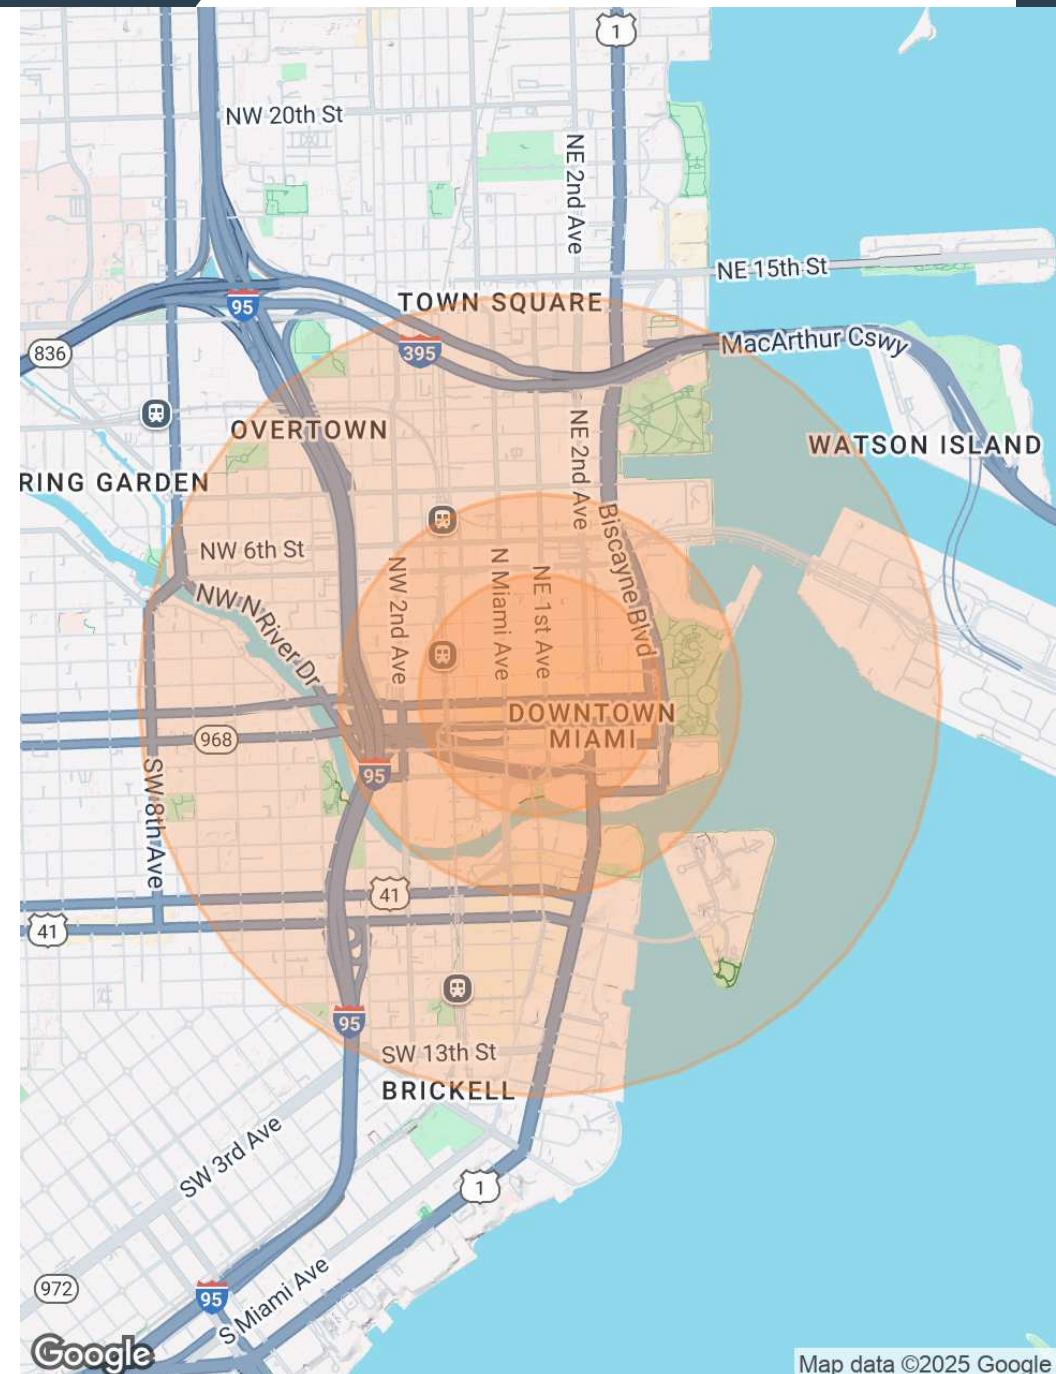 1
NW 20th St
NE 2nd Ave
NE 15th St
95
TOWN SQUARE
836
395
MacArthur Cswy
OVERTOWN
NE 2nd Ave
WATSON ISLAND
RING GARDEN
Biscayne Blvd
NW 6th St
NW 2nd Ave
N Miami Ave
NE 1st Ave
NW N River Dr
DOWNTOWN
MIAMI
968
95
SW 8th Ave
41
41
95
SW 13th St
BRICKELL
SW 3rd Ave
1
S Miami Ave
972
95
Google
Map data ©2025 Google